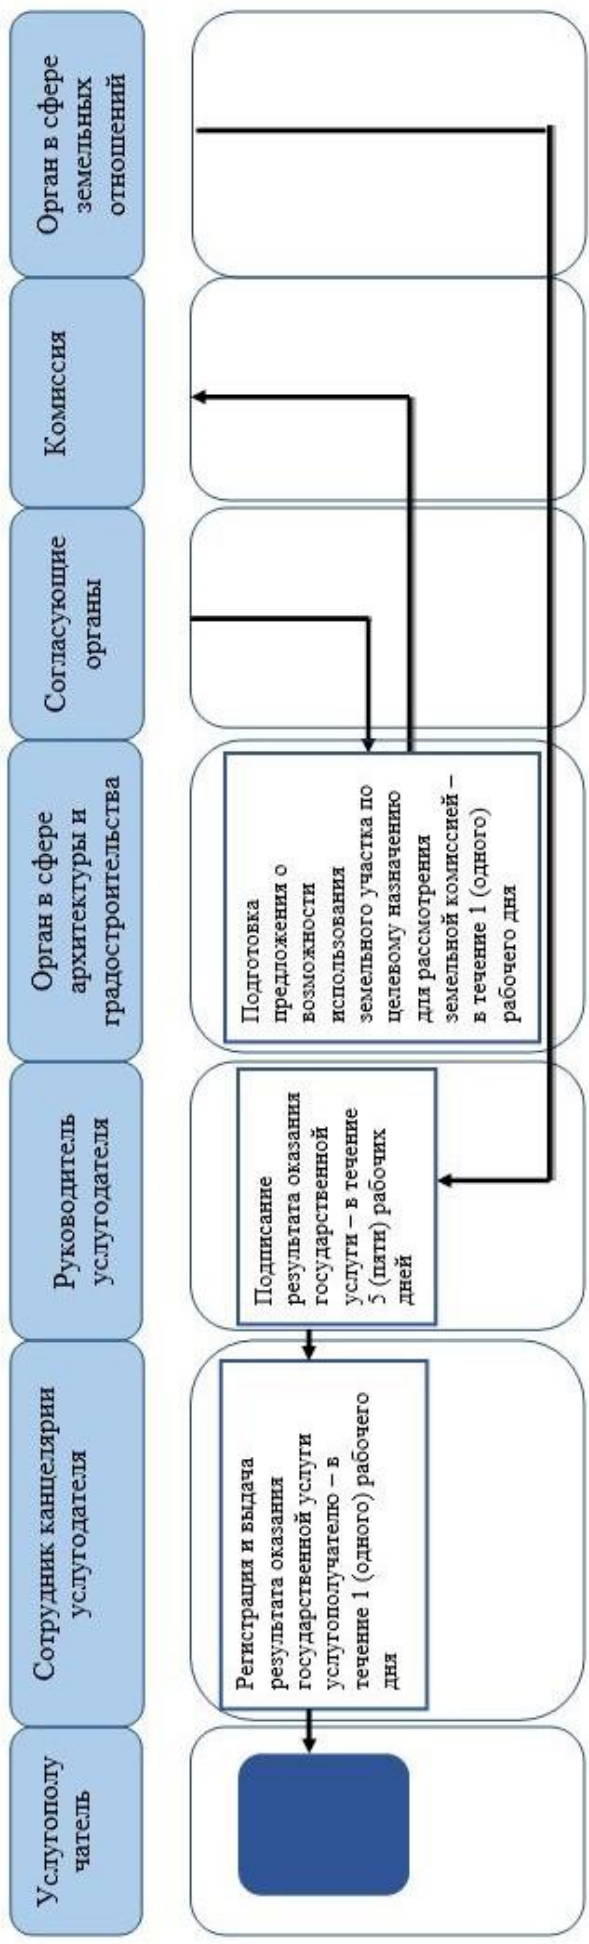 Услугополу
чатель
Сотрудник канцелярии
услугодателя
Руководитель
услугодателя
Орган в сфере
архитектуры и
градостроительства
Согласующие
органы
Комиссия
Орган в сфере
земельных
отношений
Регистрация и выдача
результата оказания
государственной услуги
услугополучателю – в
течение 1 (одного) рабочего
дня
Подписание
результата оказания
государственной
услуги – в течение
5 (пяти) рабочих
дней
Подготовка
предложения о
возможности
использования
земельного участка по
целевому назначению
для рассмотрения
земельной комиссией –
в течение 1 (одного)
рабочего дня